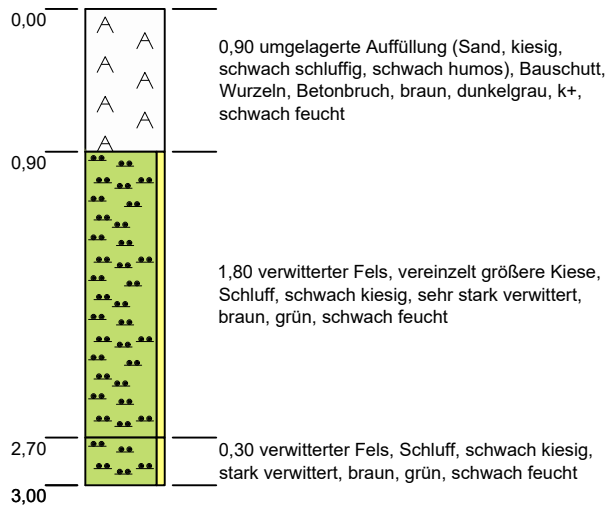 0,00
0,90 umgelagerte Auffüllung (Sand, kiesig,
schwach schluffig, schwach humos), Bauschutt,
Wurzeln, Betonbruch, braun, dunkelgrau, k+,
schwach feucht
0,90
1,80 verwitterter Fels, vereinzelt größere Kiese,
Schluff, schwach kiesig, sehr stark verwittert,
braun, grün, schwach feucht
2,70
0,30 verwitterter Fels, Schluff, schwach kiesig,
stark verwittert, braun, grün, schwach feucht
3,00